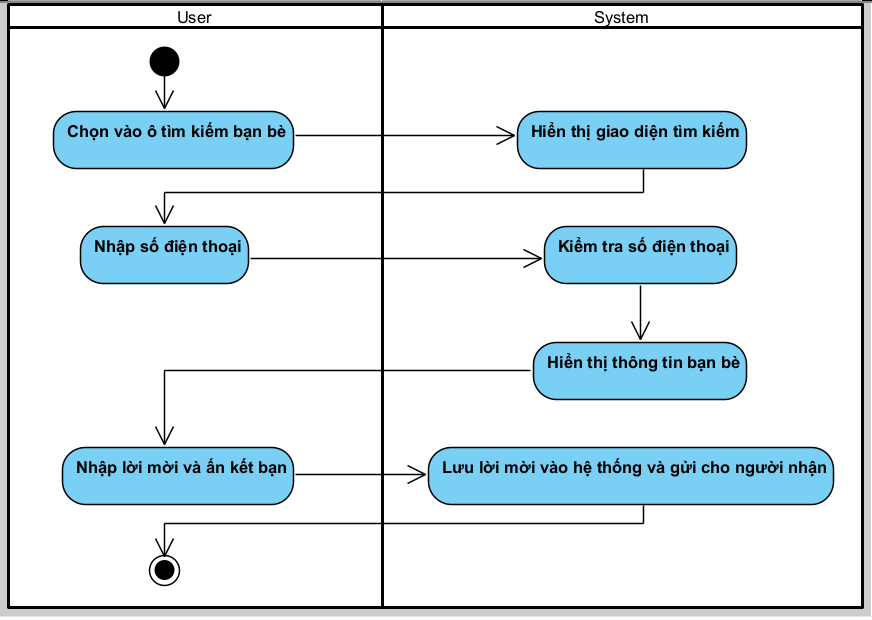 User
System
Chọn vào ô tìm kiếm bạn bè
Hiển thị giao diện tìm kiếm
Nhập số điện thoại
Kiểm tra số điện thoại
Hiển thị thông tin bạn bè
Nhập lời mời và ấn kết bạn
Lưu lời mời vào hệ thống và gửi cho người nhận